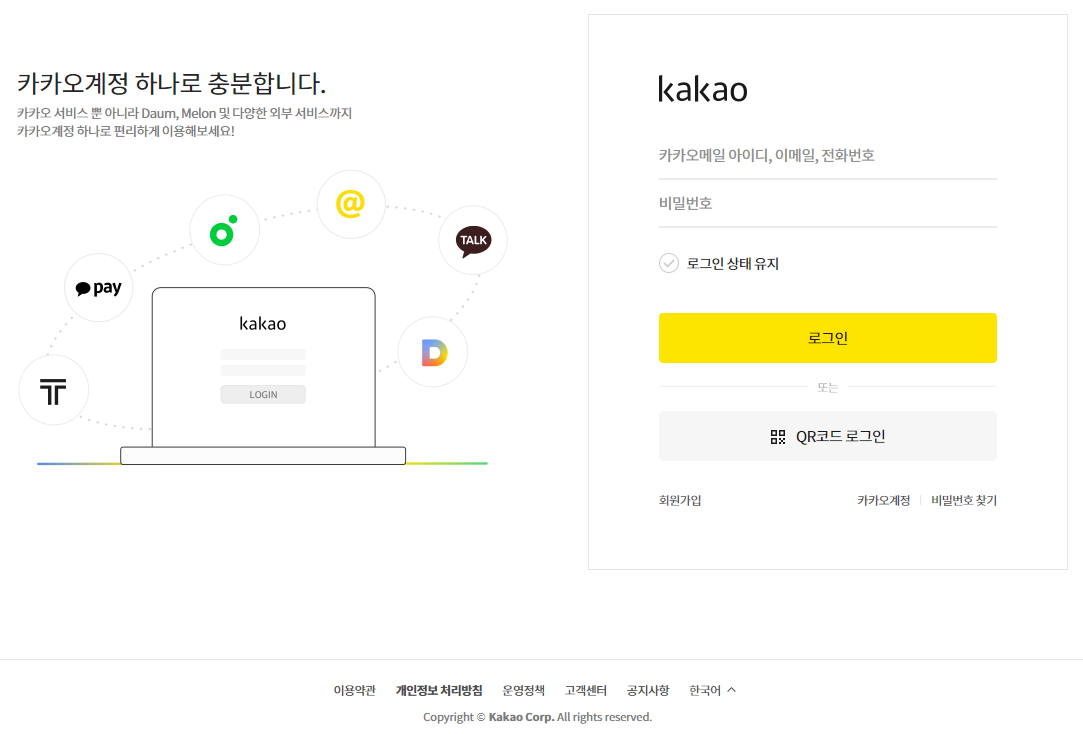 카카오계정 하나로 충분합니다.
카카오 서비스 뿐 아니라 Daum, Melon 및 다양한 외부 서비스까지
카카오계정 하나로 편리하게 이용해보세요!
@
TALK
pay
kakao
LOGIN
D
T
kakao
카카오메일 아이디, 이메일, 전화번호
비밀번호
로그인 상태 유지
로그인
또는
QR코드 로그인
회원가입 카카오계정 비밀번호 찾기
이용약관 개인정보 처리방침 운영정책 고객센터 공지사항 한국어
Copyright © Kakao Corp. All rights reserved.